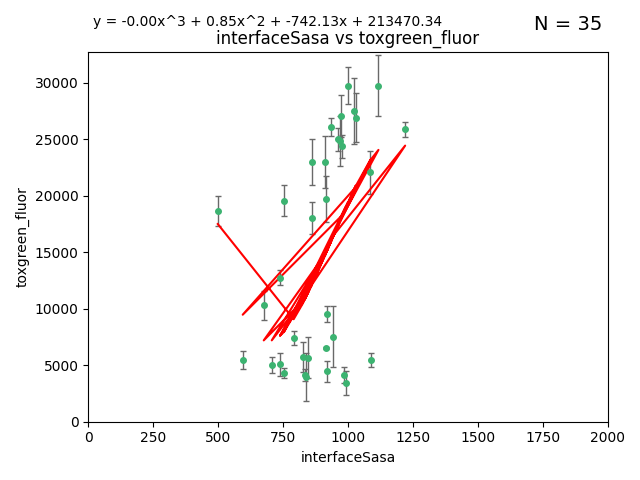 y = -0.00x^3 + 0.85x^2 + -742.13x + 213470.34
N = 35
interfaceSasa vs toxgreen_fluor
30000
25000
20000
15000
10000
5000
0
toxgreen_fluor
0 250 500 750 1000 1250 1500 1750 2000
interfaceSasa